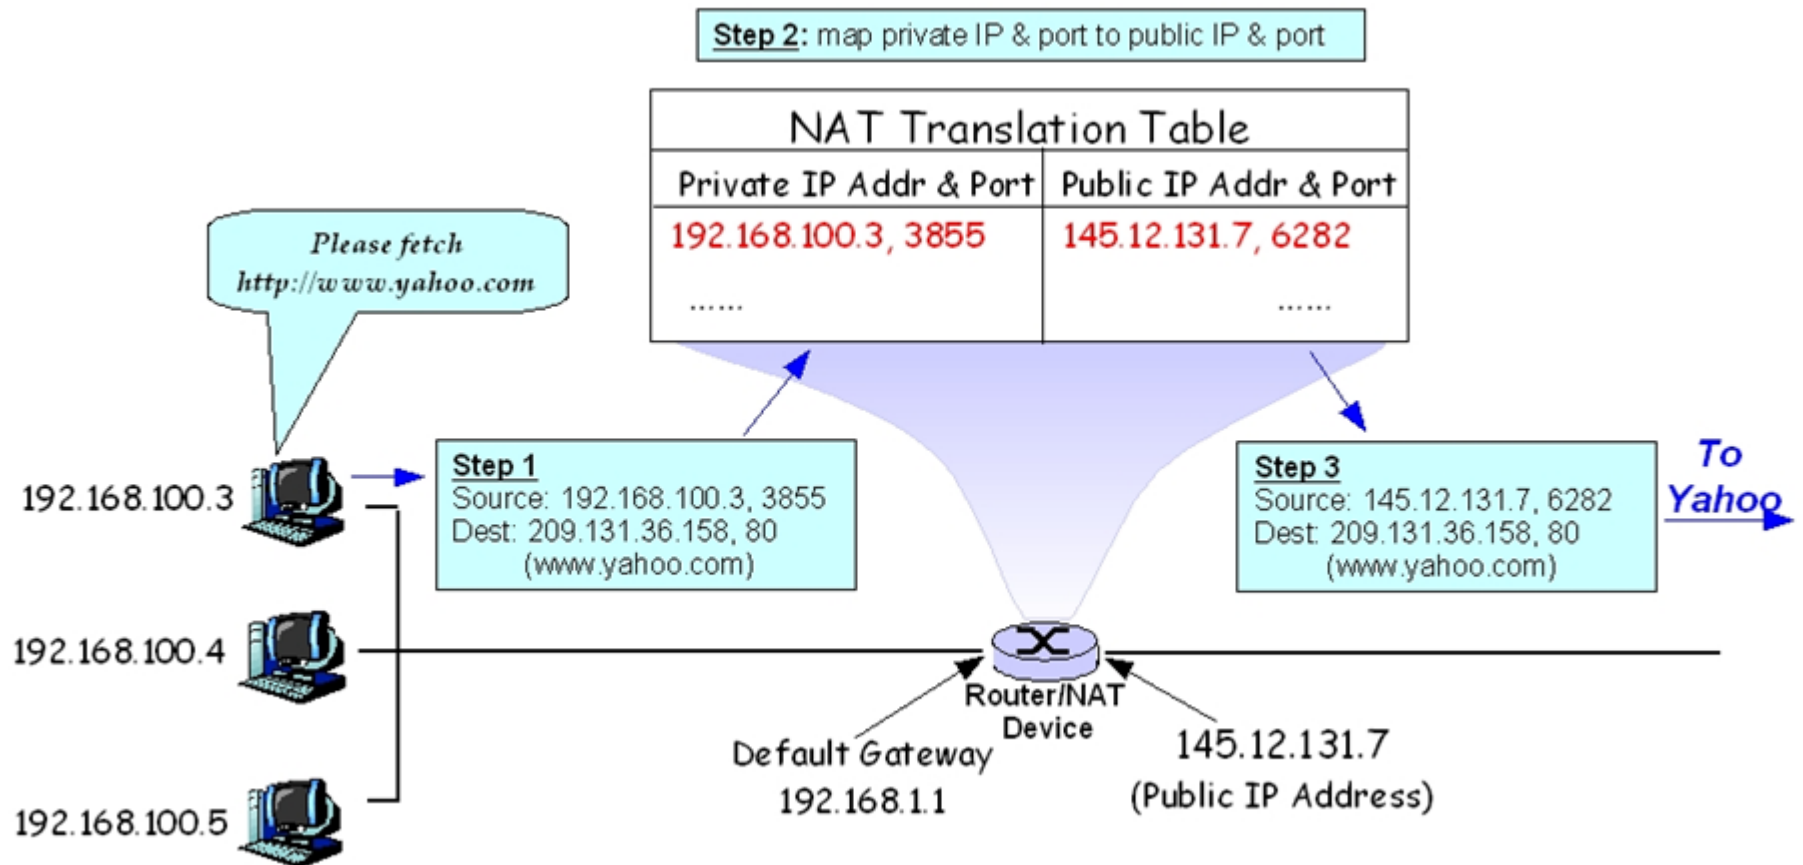 Step 2: map private IP & port to public IP & port
NAT Translation Table
Private IP Addr & Port
Public IP Addr & Port
192.168.100.3, 3855
145.12.131.7, 6282
......
......
Please fetch
http://www.yahoo.com
192.168.100.3
Step 1
Source: 192.168.100.3, 3855
Dest: 209.131.36.158, 80
(www.yahoo.com)
Step 3
Source: 145.12.131.7, 6282
Dest: 209.131.36.158, 80
(www.yahoo.com)
To
Yahoo
192.168.100.4
Router/NAT
Device
Default Gateway
192.168.1.1
145.12.131.7
(Public IP Address)
192.168.100.5